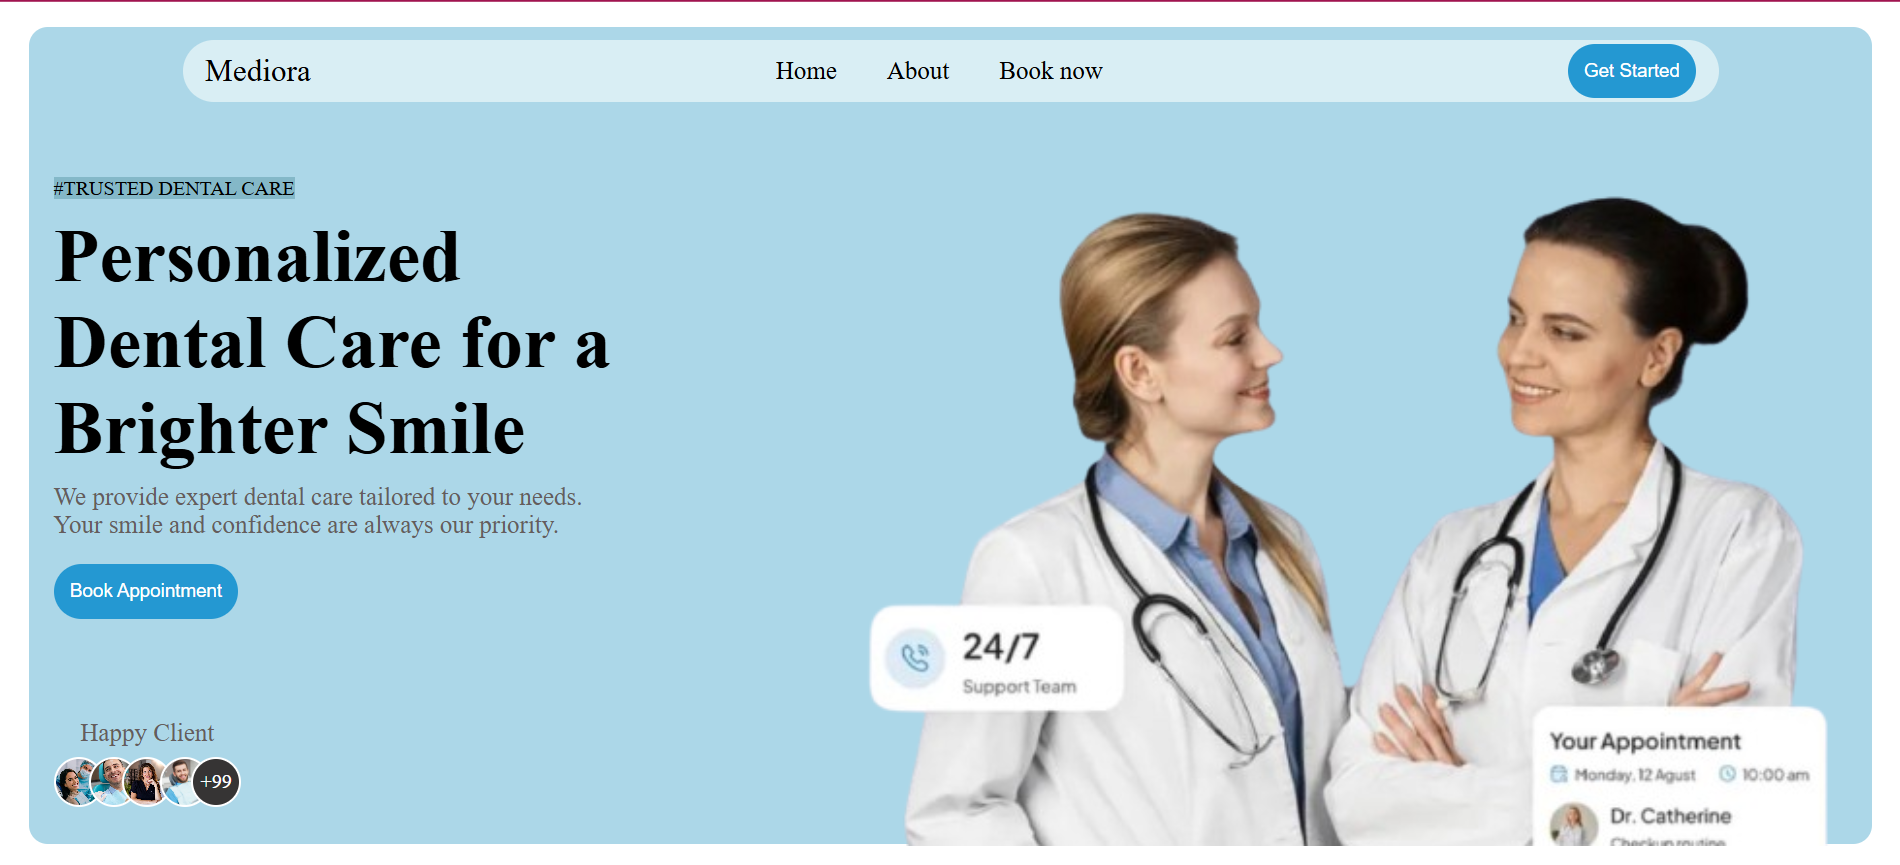 Mediora
Home
About
Book now
Get Started
#TRUSTED DENTAL CARE
Personalized
Dental Care for a
Brighter Smile
We provide expert dental care tailored to your needs.
Your smile and confidence are always our priority.
Book Appointment
Happy Client
+99
24/7
Support Team
Your Appointment
Monday, 12 Agust
10:00 am
Dr. Catherine
Checkup routine